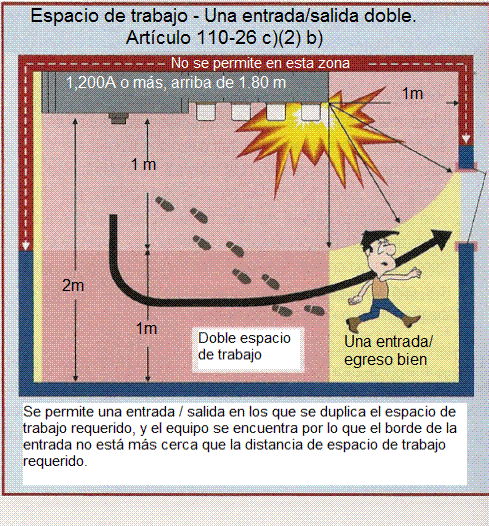 Espacio de trabajo - Una entrada/salida doble.
Artículo 110-26 c)(2) b)
No se permite en esta zona
1,200A o más, arriba de 1.80 m
1m
1 m
2m
1m
Doble espacio
de trabajo
Una entrada/
egreso bien
Se permite una entrada / salida en los que se duplica el espacio de
trabajo requerido, y el equipo se encuentra por lo que el borde de la
entrada no está más cerca que la distancia de espacio de trabajo
requerido.